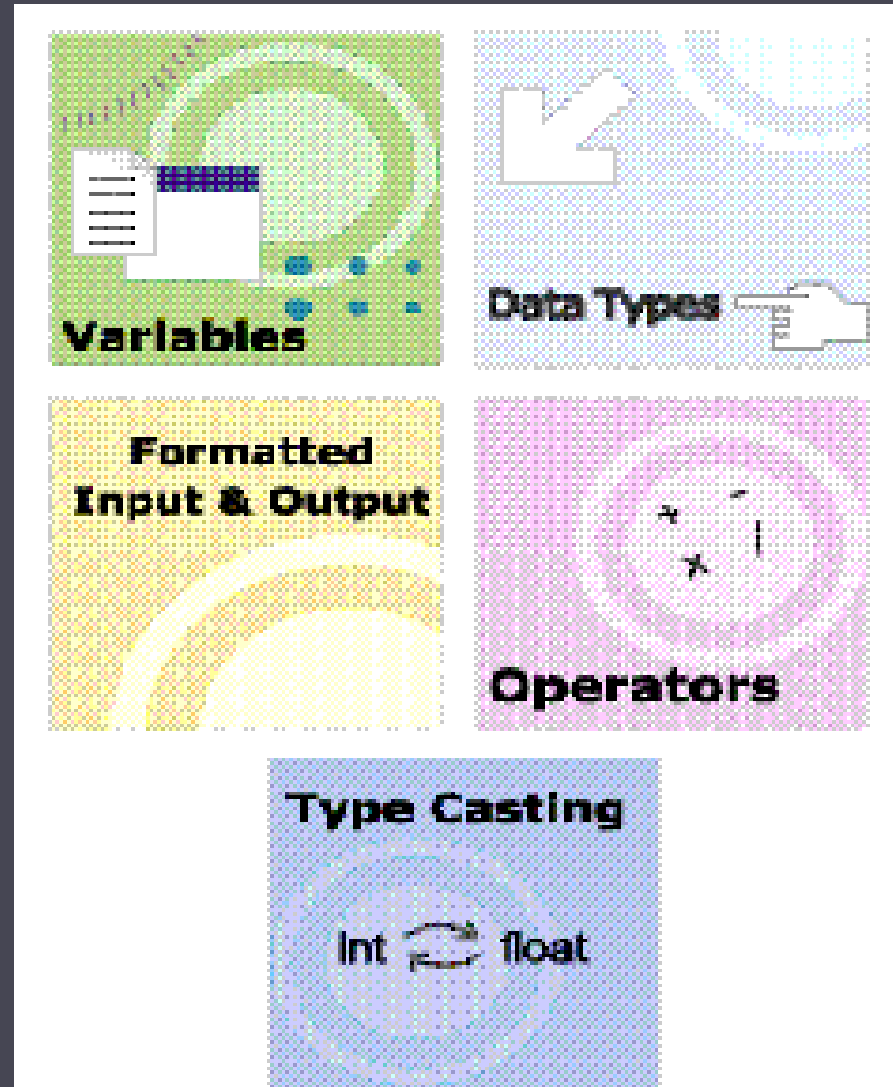 Variables
Data Types
Formatted
Input & Output
+ -
x |
Operators
Type Casting
Int float